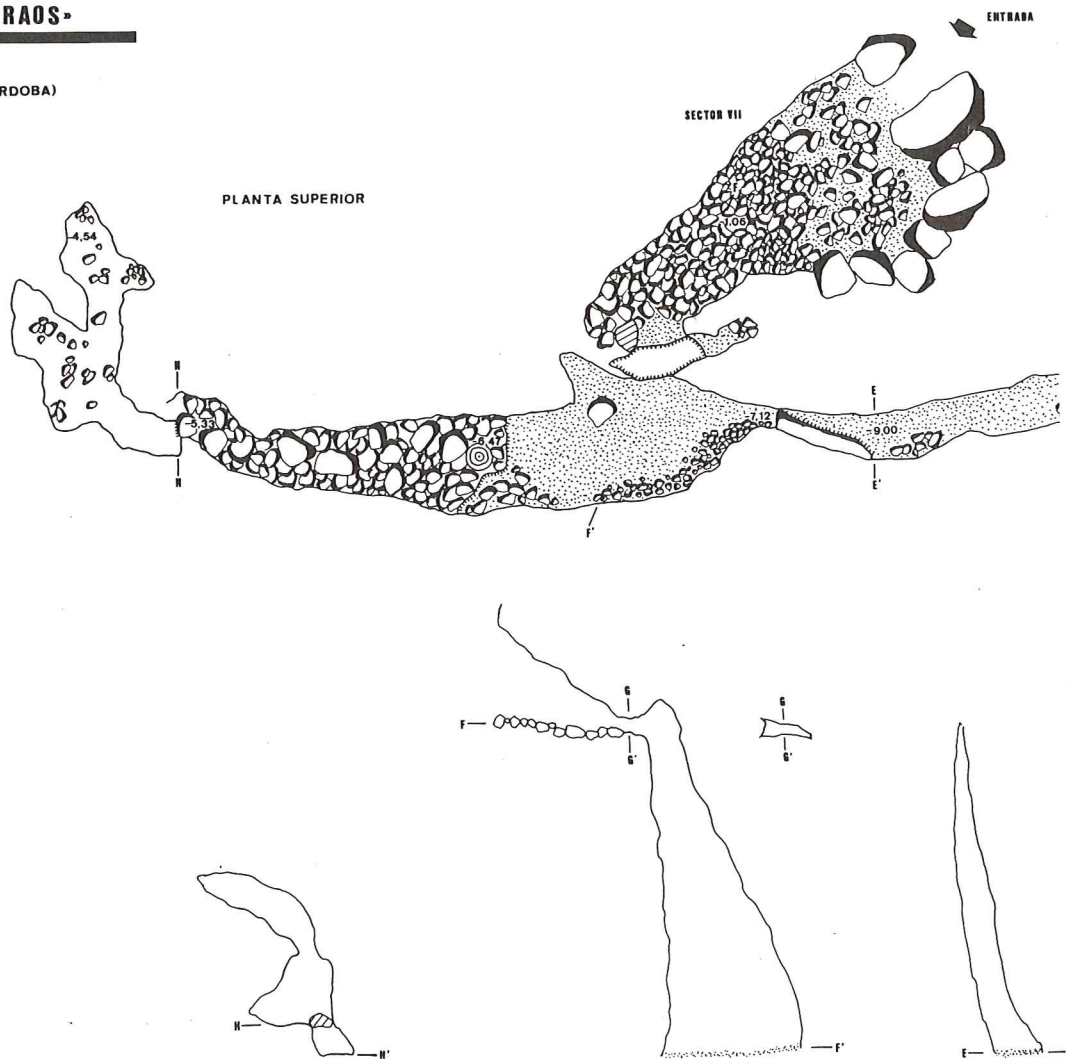 RAOS»
RDOBA)
ENTRADA
SECTOR VII
PLANTA SUPERIOR
-4,54
F
-1,06
H
-5,33
-6,47
-7,12
E
-9,00
H
E'
F'
G
G
F
G'
G'
H
H'
F'
E